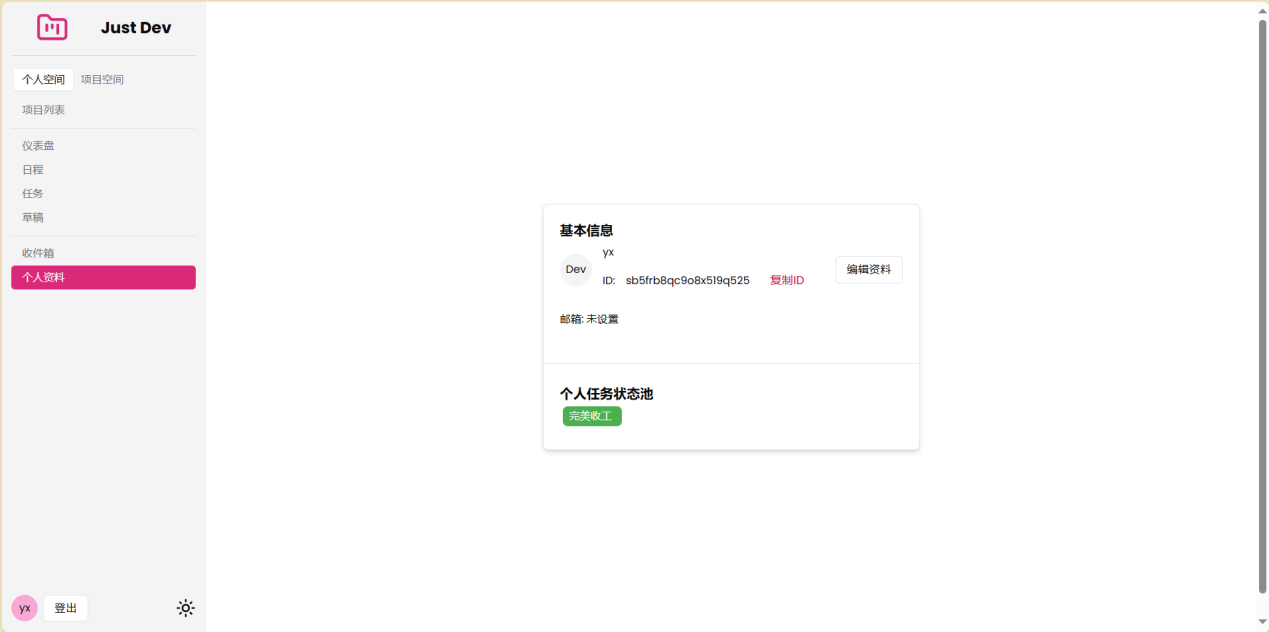 Just Dev
个人空间 项目空间
项目列表
仪表盘
日程
任务
草稿
收件箱
个人资料
基本信息
yx
Dev
ID: sb5frb8qc9o8x519q525 复制ID
编辑资料
邮箱: 未设置
个人任务状态池
完美收工
yx 登出